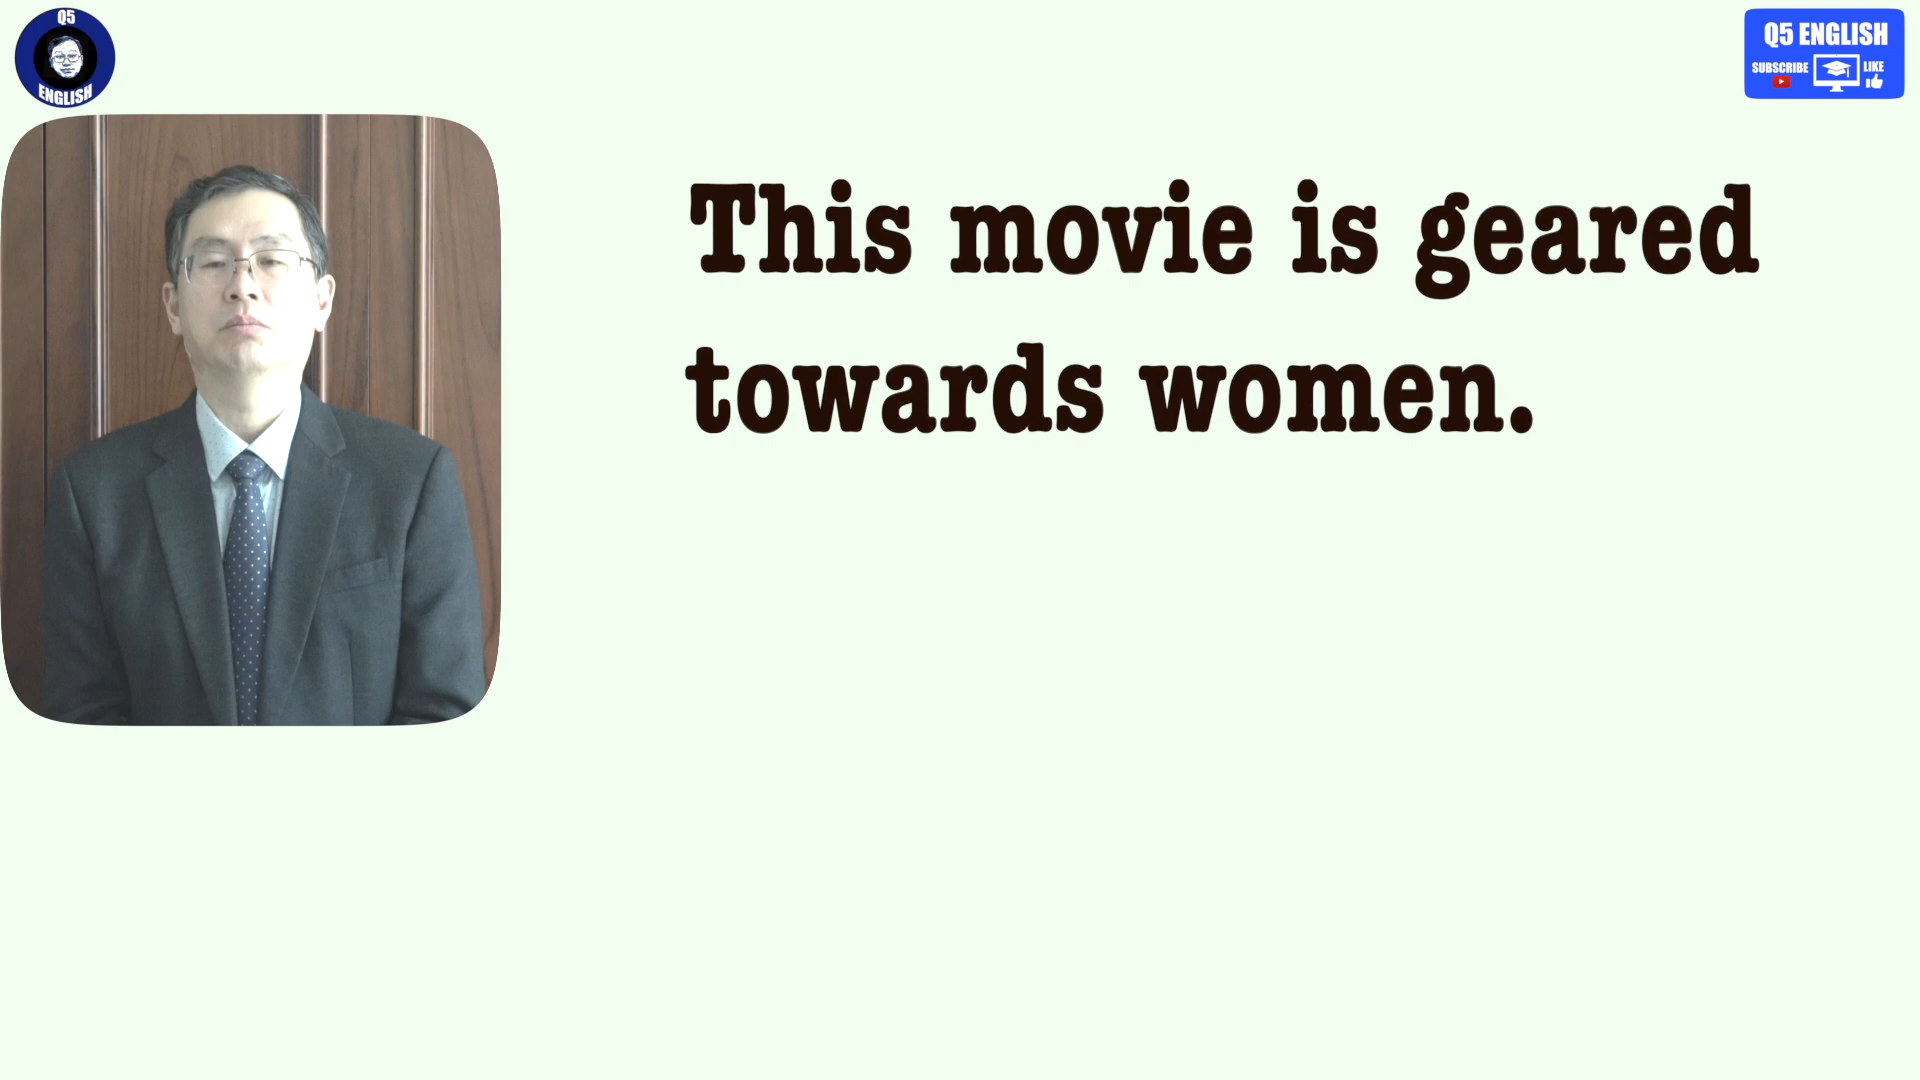 Q5
ENGLISH
Q5 ENGLISH
SUBSCRIBE
LIKE
This movie is geared
towards women.